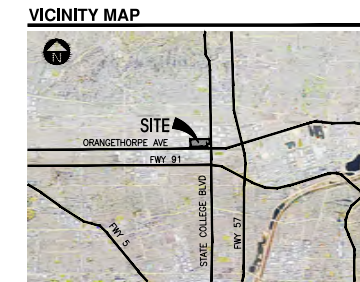 VICINITY MAP
N
SITE
ORANGETHORPE AVE
FWY 91
STATE COLLEGE BLVD
FWY 57
FWY 5